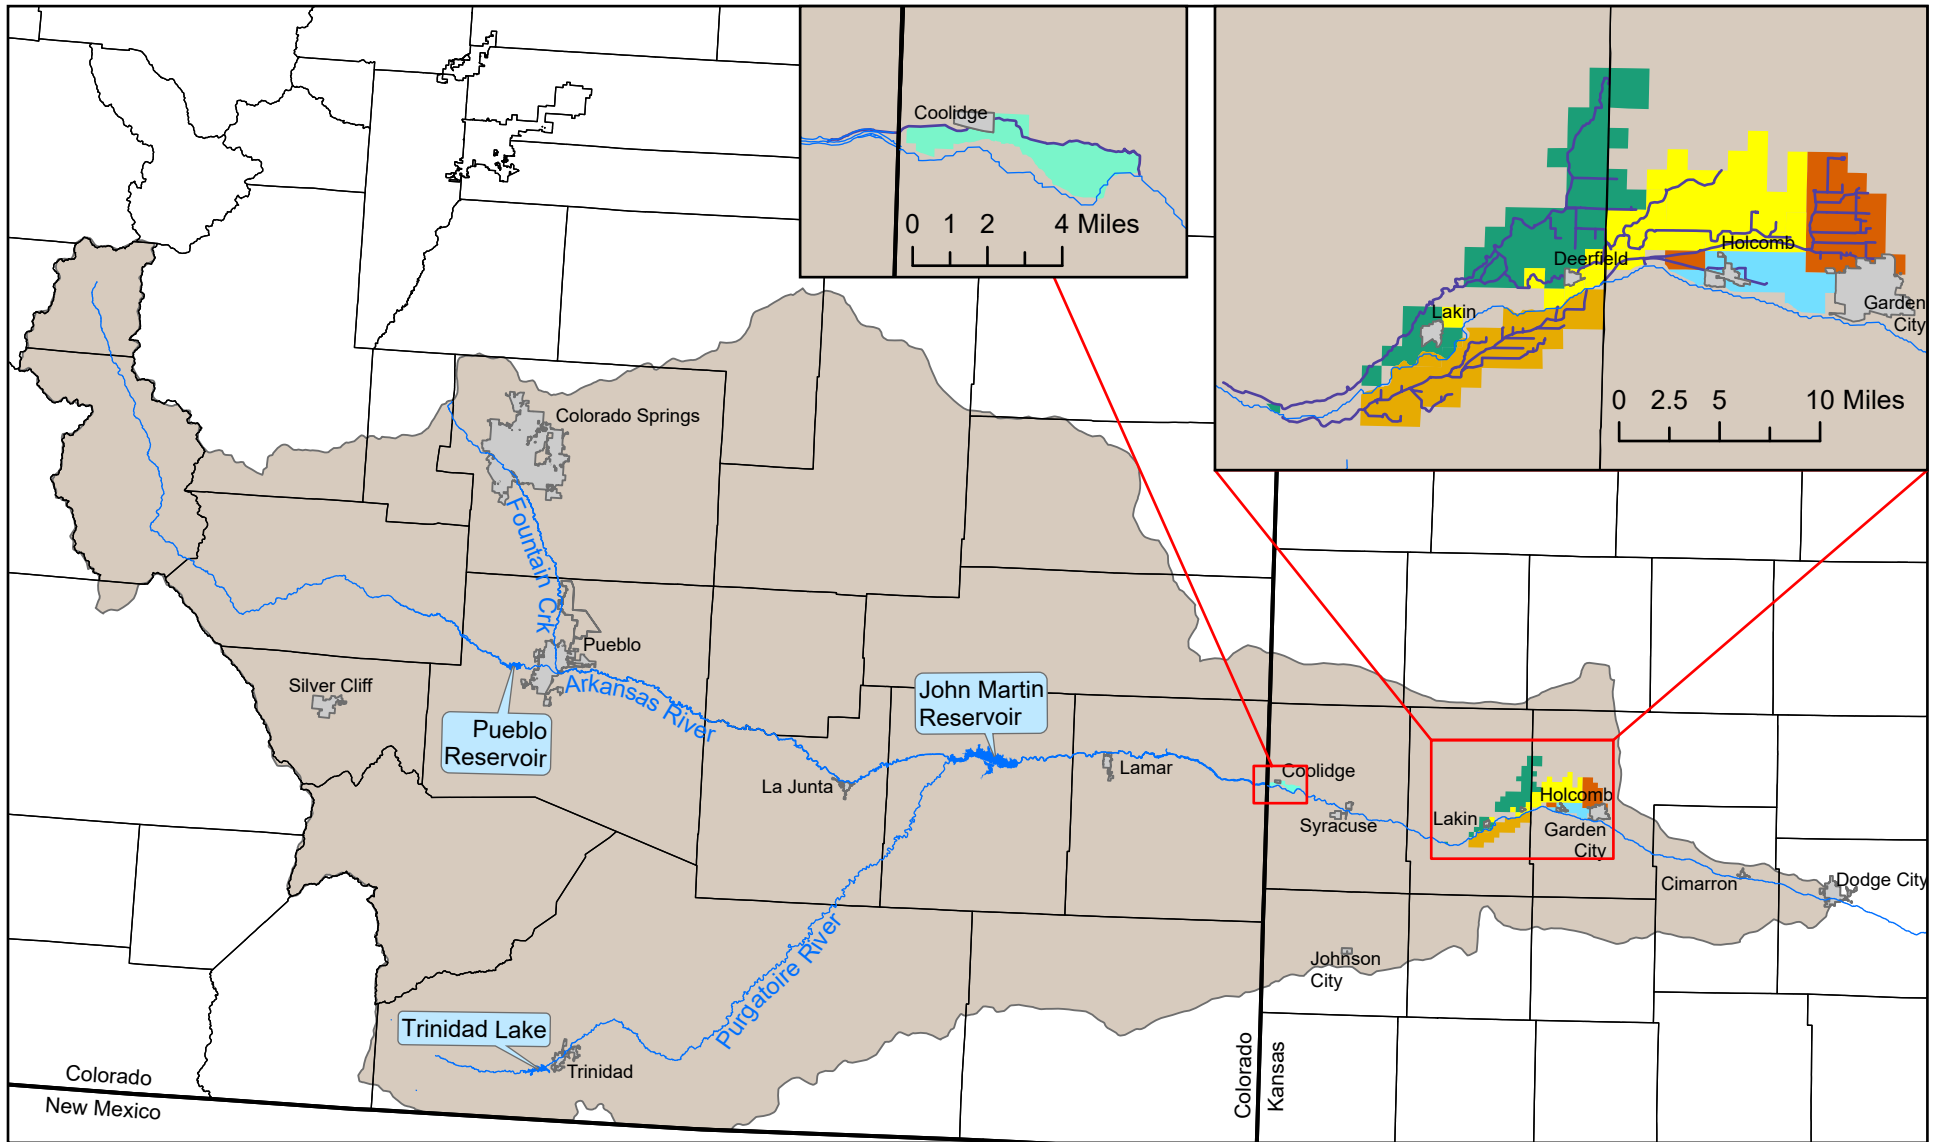 Coolidge
0 1 2 4 Miles
Deerfield
Holcomb
Lakin
Garden
City
0 2.5 5 10 Miles
Colorado Springs
Fountain Crk
Pueblo
Silver Cliff
Arkansas River
Pueblo
Reservoir
John Martin
Reservoir
La Junta
Lamar
Coolidge
Syracuse
Lakin
Holcomb
Garden
City
Cimarron
Dodge City
Johnson
City
Purgatoire River
Trinidad Lake
Trinidad
Colorado
New Mexico
Colorado
Kansas